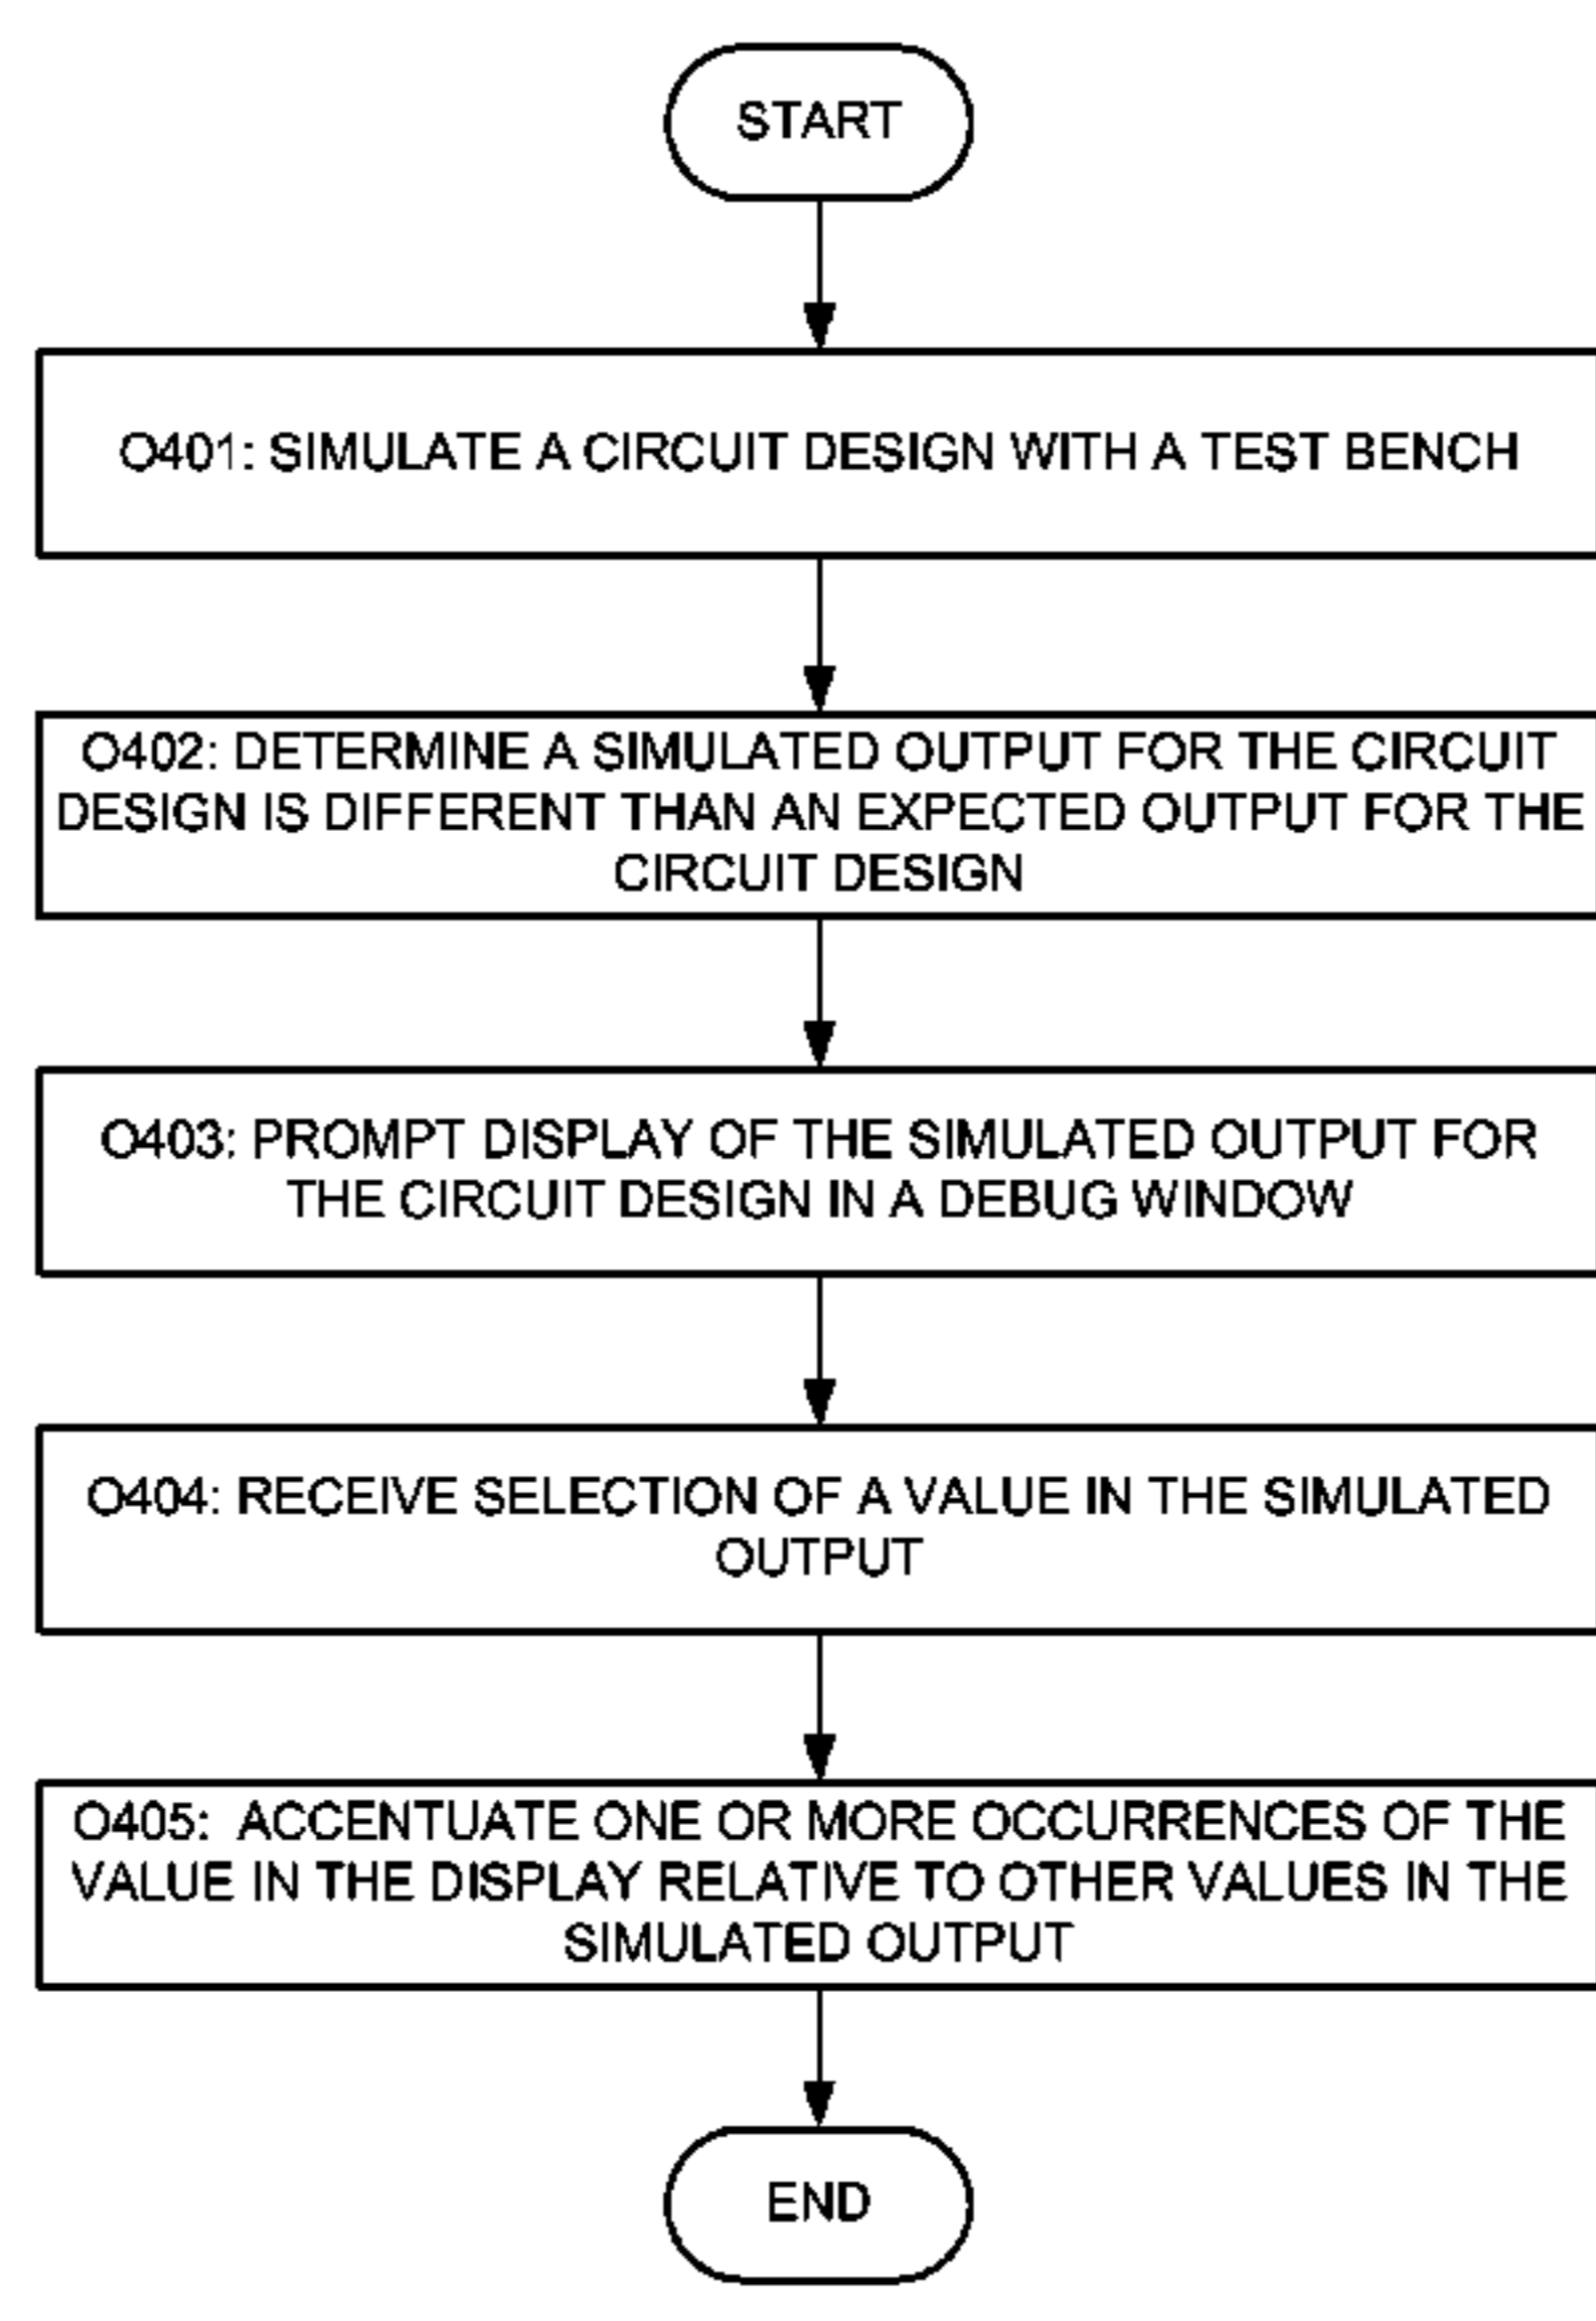 START
O401: SIMULATE A CIRCUIT DESIGN WITH A TEST BENCH
O402: DETERMINE A SIMULATED OUTPUT FOR THE CIRCUIT
DESIGN IS DIFFERENT THAN AN EXPECTED OUTPUT FOR THE
CIRCUIT DESIGN
O403: PROMPT DISPLAY OF THE SIMULATED OUTPUT FOR
THE CIRCUIT DESIGN IN A DEBUG WINDOW
O404: RECEIVE SELECTION OF A VALUE IN THE SIMULATED
OUTPUT
O405: ACCENTUATE ONE OR MORE OCCURRENCES OF THE
VALUE IN THE DISPLAY RELATIVE TO OTHER VALUES IN THE
SIMULATED OUTPUT
END